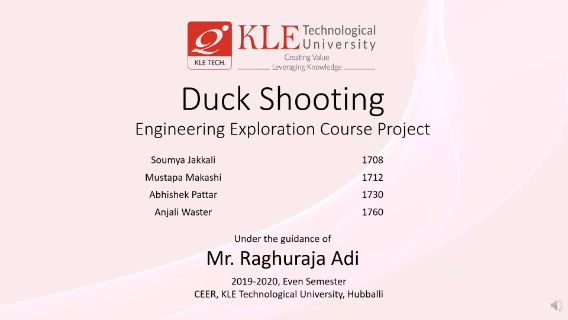 KLE Technological
University
Creating Value
Leveraging Knowledge
KLE TECH.
Duck Shooting
Engineering Exploration Course Project
Soumya Jakkali 1708
Mustapa Makashi 1712
Abhishek Pattar 1730
Anjali Waster 1760
Under the guidance of
Mr. Raghuraja Adi
2019-2020, Even Semester
CEER, KLE Technological University, Hubballi